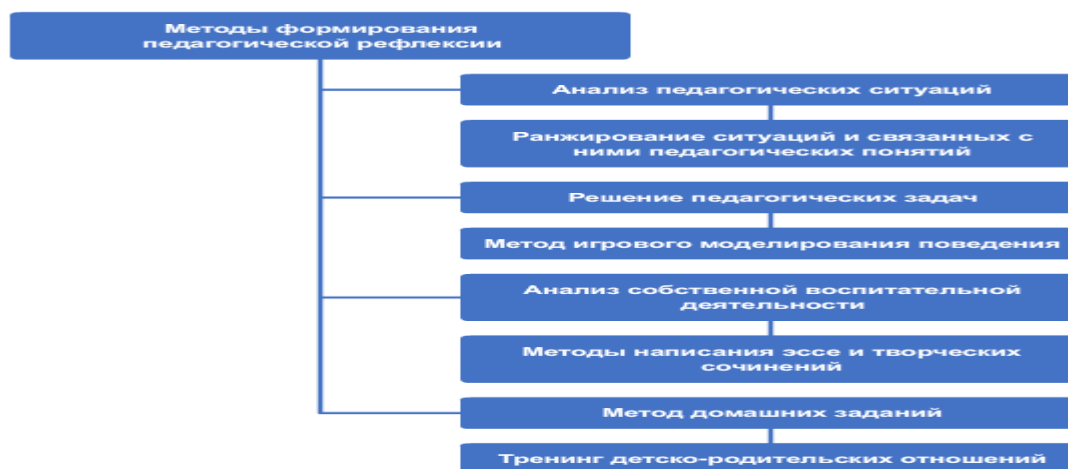 Методы формирования
педагогической рефлексии
Анализ педагогических ситуаций
Ранжирование ситуаций и связанных с
ними педагогических понятий
Решение педагогических задач
Метод игрового моделирования поведения
Анализ собственной воспитательной
деятельности
Методы написания эссе и творческих
сочинений
Метод домашних заданий
Тренинг детско-родительских отношений